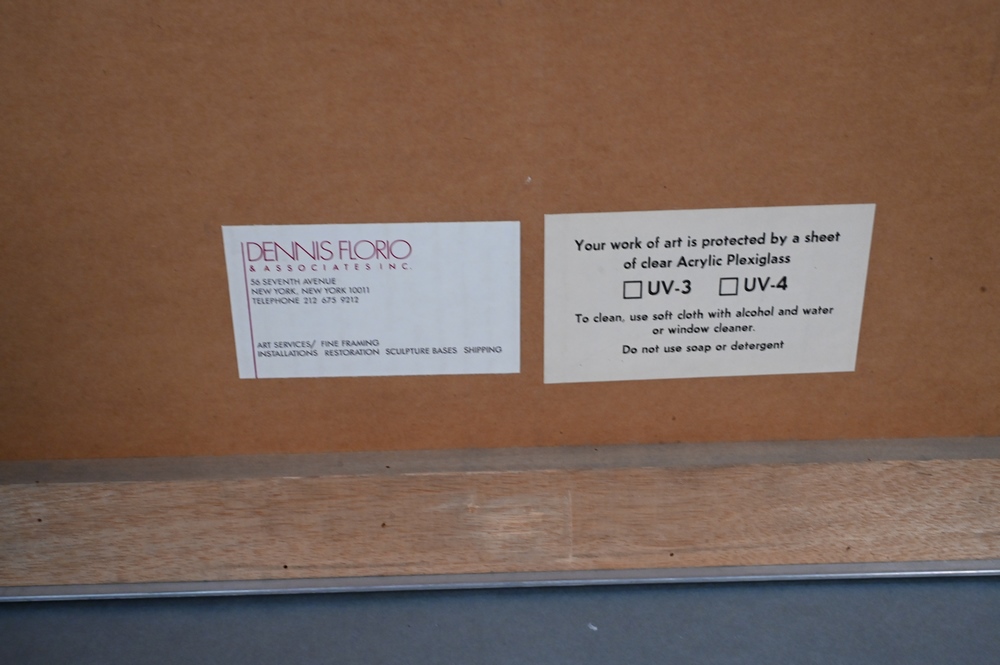 DENNIS FLORIO
& ASSOCIATES INC.
56 SEVENTH AVENUE
NEW YORK, NEW YORK 10011
TELEPHONE 212 675 9212
ART SERVICES/ FINE FRAMING
INSTALLATIONS RESTORATION SCULPTURE BASES SHIPPING
Your work of art is protected by a sheet
of clear Acrylic Plexiglass
UV-3 UV-4
To clean, use soft cloth with alcohol and water
or window cleaner.
Do not use soap or detergent